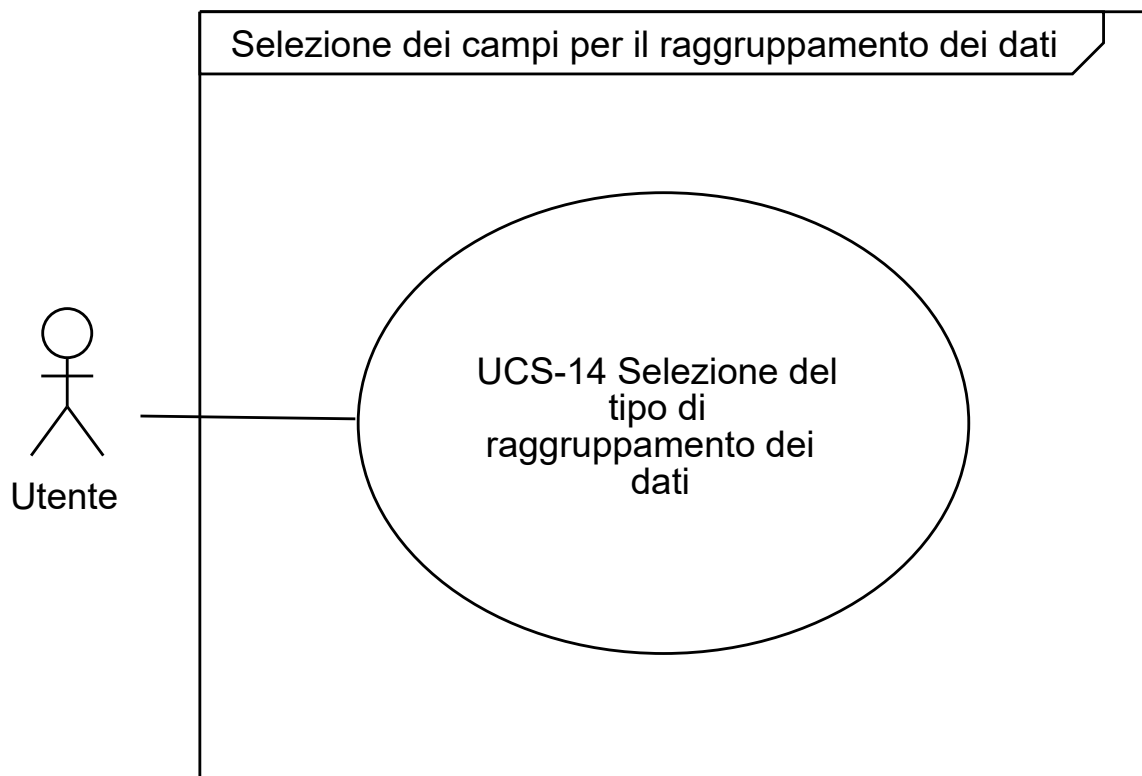 Selezione dei campi per il raggruppamento dei dati
UCS-14 Selezione del
tipo di
raggruppamento dei
dati
Utente